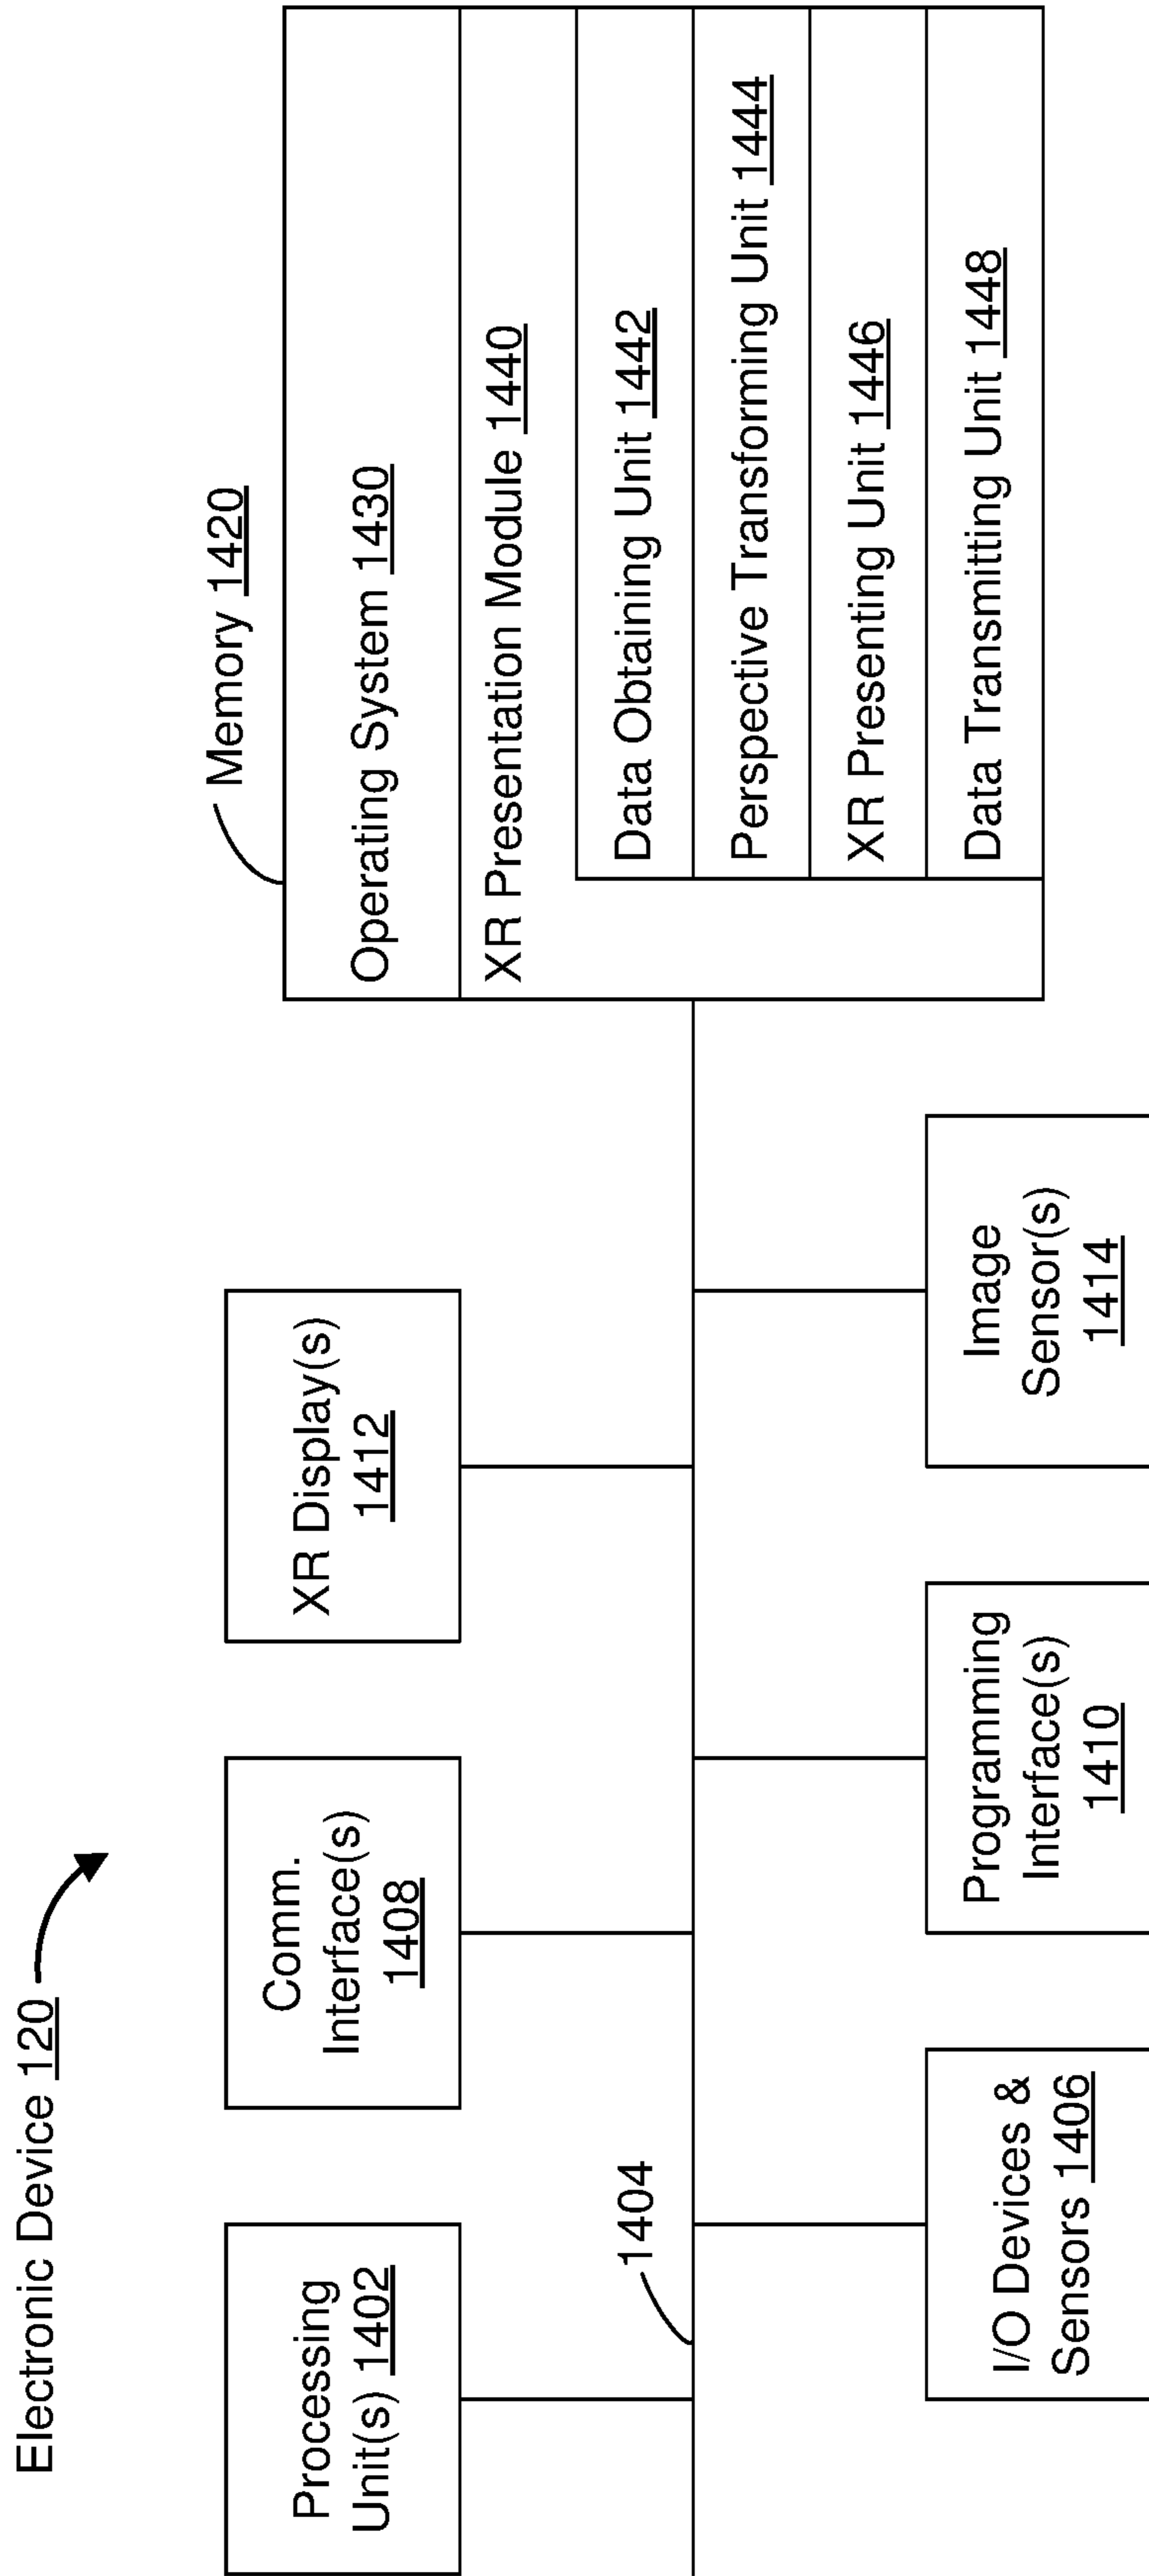 Electronic Device 120
Processing
Unit(s) 1402
Comm.
Interface(s)
1408
XR Display(s)
1412
Memory 1420
Operating System 1430
XR Presentation Module 1440
Data Obtaining Unit 1442
Perspective Transforming Unit 1444
XR Presenting Unit 1446
Data Transmitting Unit 1448
1404
I/O Devices &
Sensors 1406
Programming
Interface(s)
1410
Image
Sensor(s)
1414